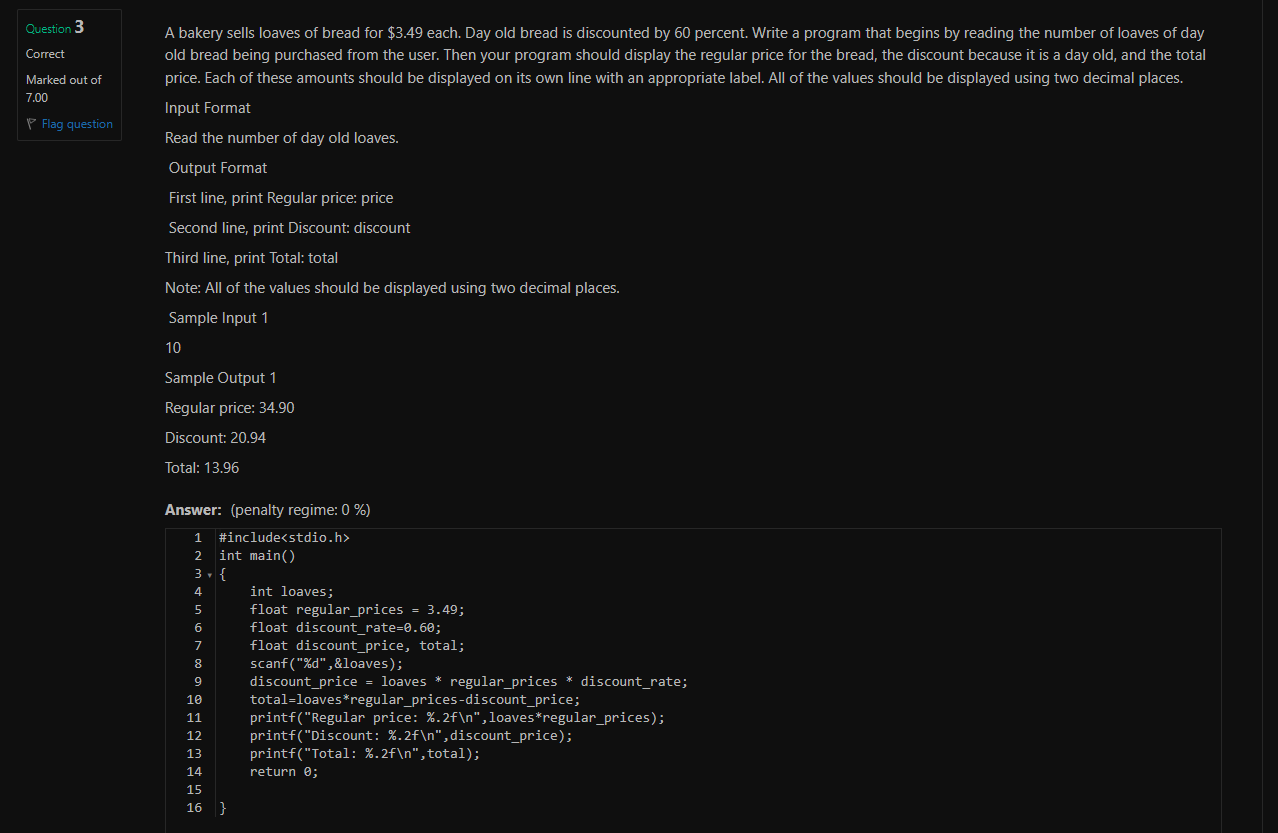 Question 3
Correct
Marked out of
7.00
Flag question
A bakery sells loaves of bread for $3.49 each. Day old bread is discounted by 60 percent. Write a program that begins by reading the number of loaves of day
old bread being purchased from the user. Then your program should display the regular price for the bread, the discount because it is a day old, and the total
price. Each of these amounts should be displayed on its own line with an appropriate label. All of the values should be displayed using two decimal places.
Input Format
Read the number of day old loaves.
Output Format
First line, print Regular price: price
Second line, print Discount: discount
Third line, print Total: total
Note: All of the values should be displayed using two decimal places.
Sample Input 1
10
Sample Output 1
Regular price: 34.90
Discount: 20.94
Total: 13.96
Answer: (penalty regime: 0 %)
1 #include<stdio.h>
2 int main()
3 {
4     int loaves;
5     float regular_prices = 3.49;
6     float discount_rate=0.60;
7     float discount_price, total;
8     scanf("%d",&loaves);
9     discount_price = loaves * regular_prices * discount_rate;
10     total=loaves*regular_prices-discount_price;
11     printf("Regular price: %.2f\n",loaves*regular_prices);
12     printf("Discount: %.2f\n",discount_price);
13     printf("Total: %.2f\n",total);
14     return 0;
15
16 }